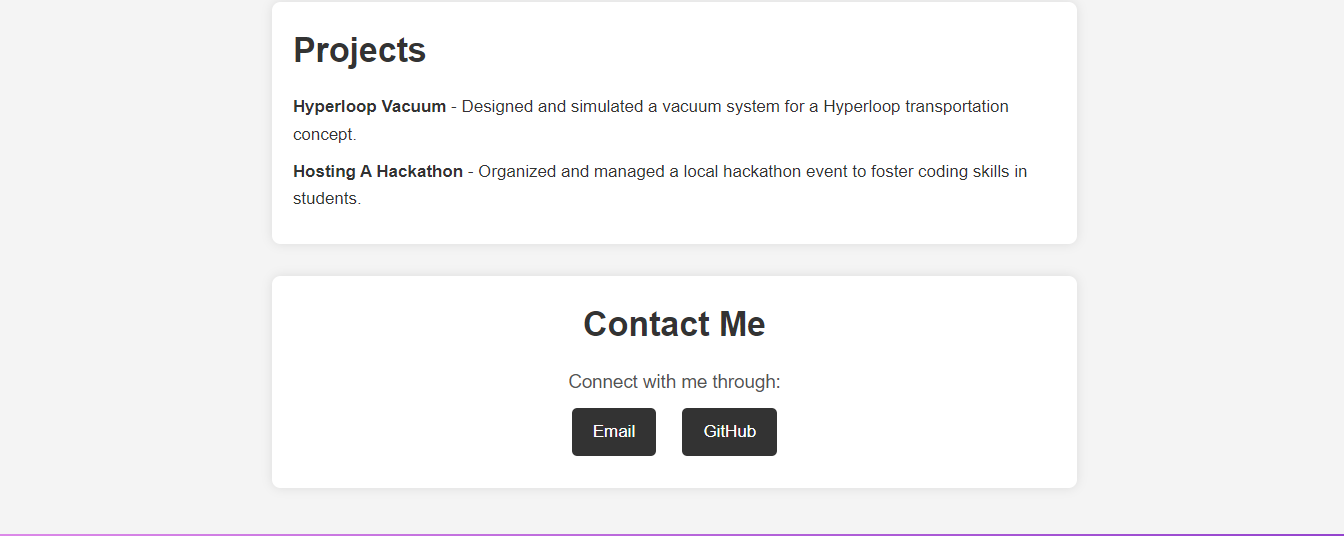 Projects
Hyperloop Vacuum - Designed and simulated a vacuum system for a Hyperloop transportation
concept.
Hosting A Hackathon - Organized and managed a local hackathon event to foster coding skills in
students.
Contact Me
Connect with me through:
Email GitHub